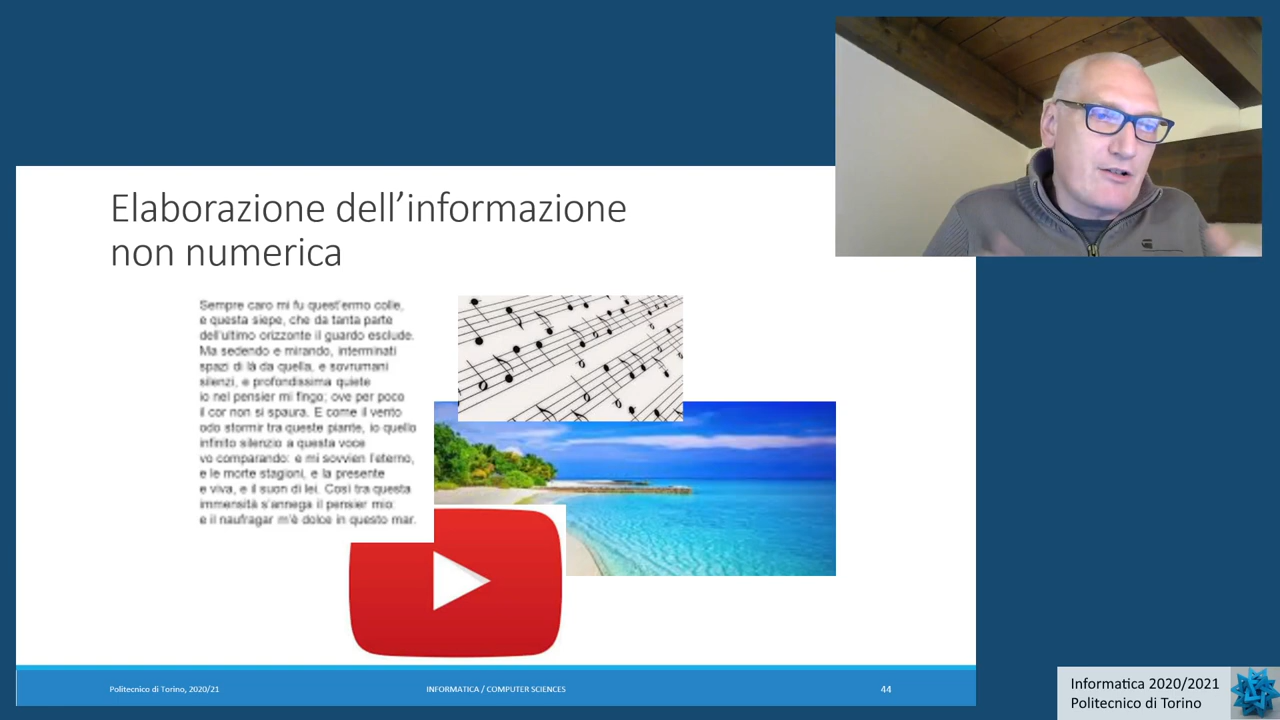 Elaborazione dell’informazione
non numerica
Sempre caro mi fu quest'ermo colle,
e questa siepe, che da tanta parte
dell'ultimo orizzonte il guardo esclude.
Ma sedendo e mirando, interminati
spazi di là da quella, e sovrumani
silenzi, e profondissima quiete
io nel pensier mi fingo; ove per poco
il cor non si spaura. E come il vento
odo stormir tra queste piante, io quello
infinito silenzio a questa voce
vo comparando: e mi sovvien l'eterno,
e le morte stagioni, e la presente
e viva, e il suon di lei. Così tra questa
immensità s'annega il pensier mio:
e il naufragar m'è dolce in questo mar.
Politecnico di Torino, 2020/21
INFORMATICA / COMPUTER SCIENCES
44
Informatica 2020/2021
Politecnico di Torino